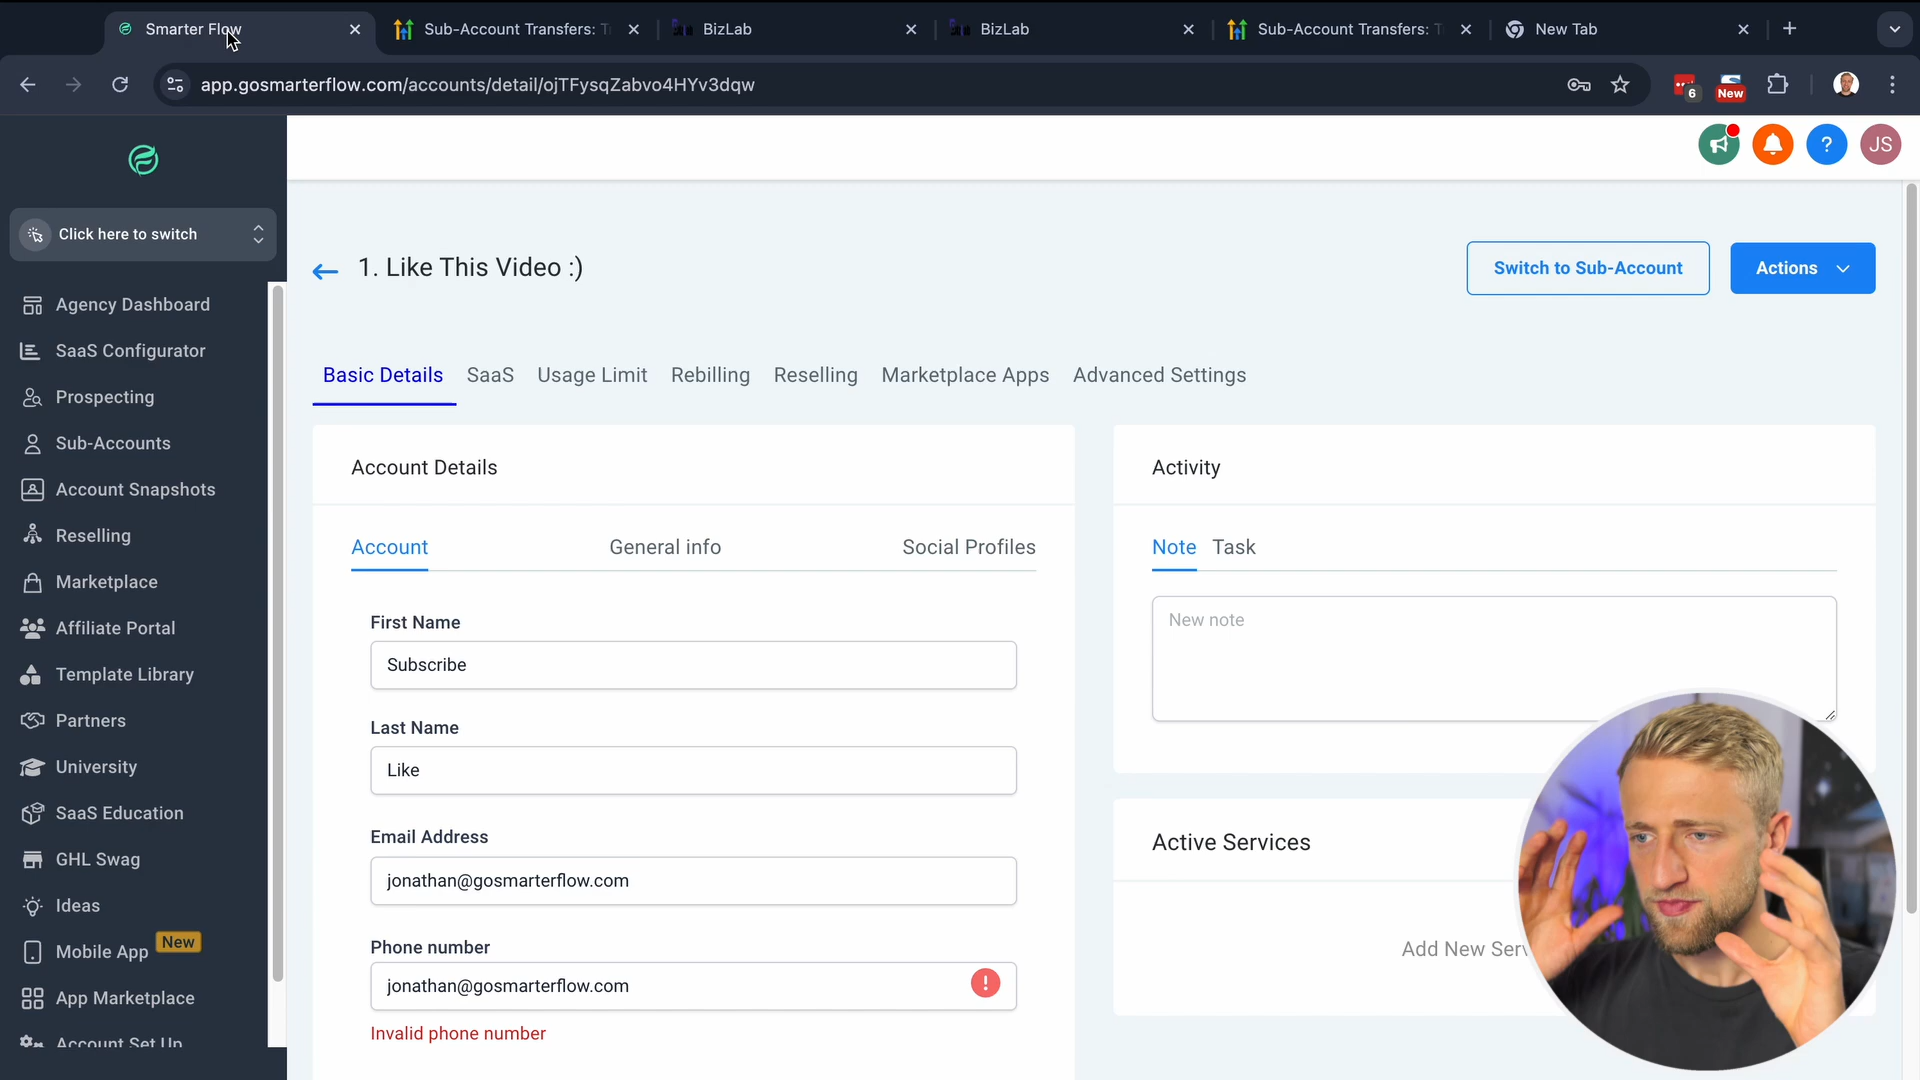 Smarter Flow
Sub-Account Transfers: T
BizLab
BizLab
Sub-Account Transfers: T
New Tab
app.gosmarterflow.com/accounts/detail/ojTFysqZabvo4HYv3dqw
6
New
JS
Click here to switch
Agency Dashboard
SaaS Configurator
Prospecting
Sub-Accounts
Account Snapshots
Reselling
Marketplace
Affiliate Portal
Template Library
Partners
University
SaaS Education
GHL Swag
Ideas
Mobile App New
App Marketplace
Account Set Up
1. Like This Video :)
Switch to Sub-Account
Actions
Basic Details
SaaS
Usage Limit
Rebilling
Reselling
Marketplace Apps
Advanced Settings
Account Details
Account
General info
Social Profiles
First Name
Subscribe
Last Name
Like
Email Address
jonathan@gosmarterflow.com
Phone number
jonathan@gosmarterflow.com
Invalid phone number
Activity
Note
Task
New note
Active Services
Add New Serv